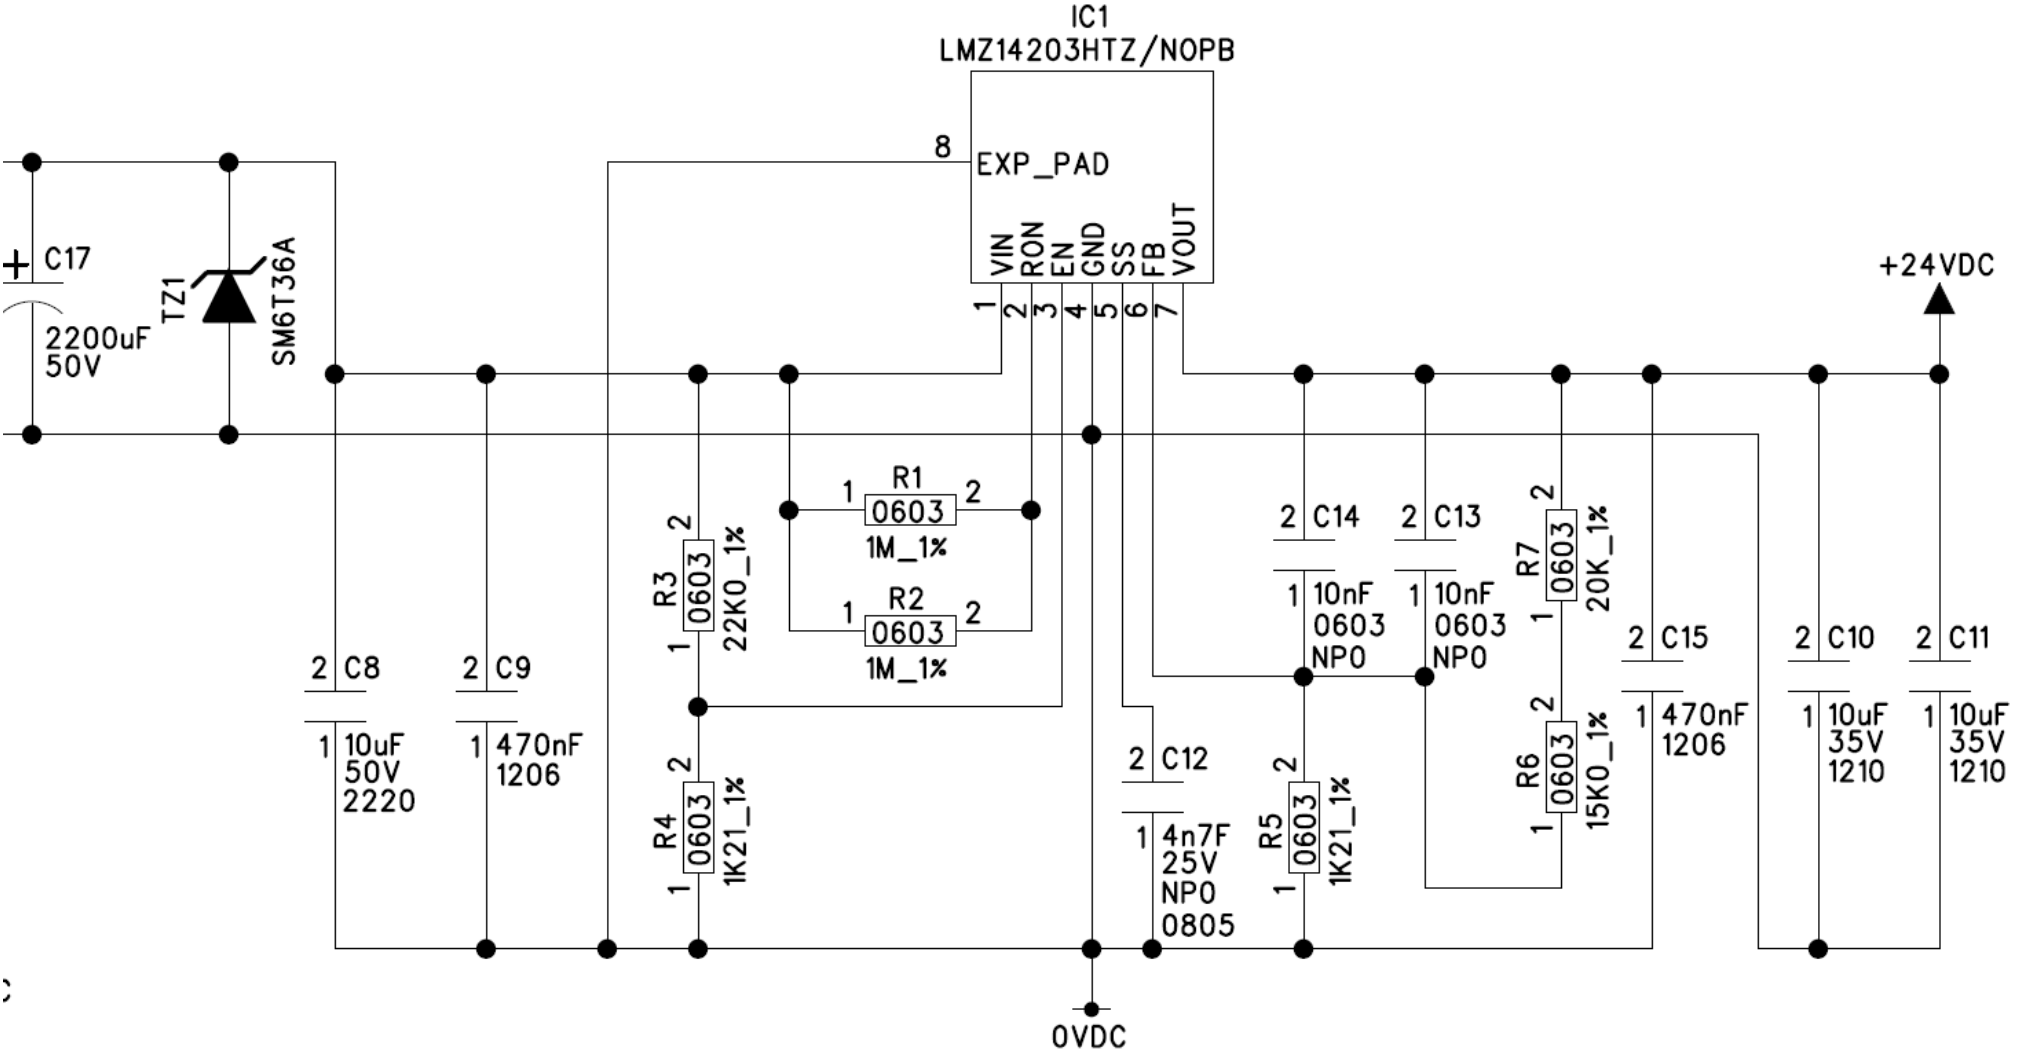 IC1
LMZ14203HTZ/NOPB
8
EXP_PAD
VIN
RON
EN
GND
SS
FB
VOUT
1
2
3
4
5
6
7
+ C17
2200uF
50V
TZ1
SM6T36A
+24VDC
1
R1
2
0603
1M_1%
1
R2
2
0603
1M_1%
2
R3
0603
22K0_1%
1
2 C14
1 10nF
0603
NPO
2 C13
1 10nF
0603
NPO
2
R7
0603
20K_1%
1
2 C8
1 10uF
50V
2220
2 C9
1 470nF
1206
2
R4
0603
1K21_1%
1
2 C12
1 4n7F
25V
NPO
0805
2
R5
0603
1K21_1%
1
2
R6
0603
15K0_1%
1
2 C15
1 470nF
1206
2 C10
1 10uF
35V
1210
2 C11
1 10uF
35V
1210
0VDC